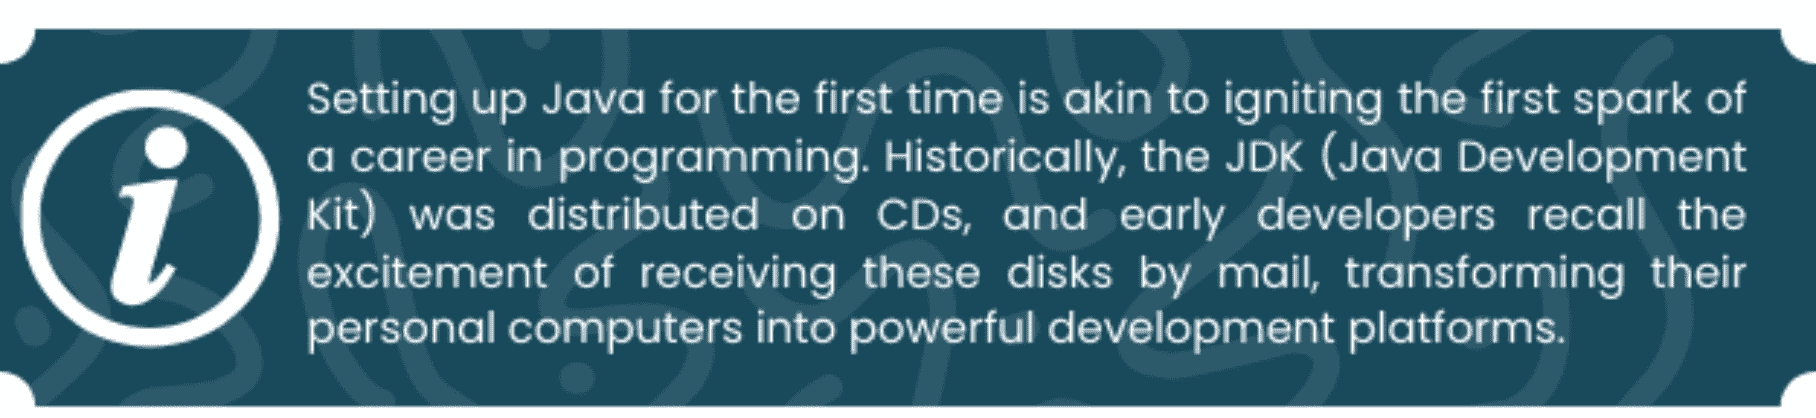 Setting up Java for the first time is akin to igniting the first spark of
a career in programming. Historically, the JDK (Java Development
Kit) was distributed on CDs, and early developers recall the
excitement of receiving these disks by mail, transforming their
personal computers into powerful development platforms.